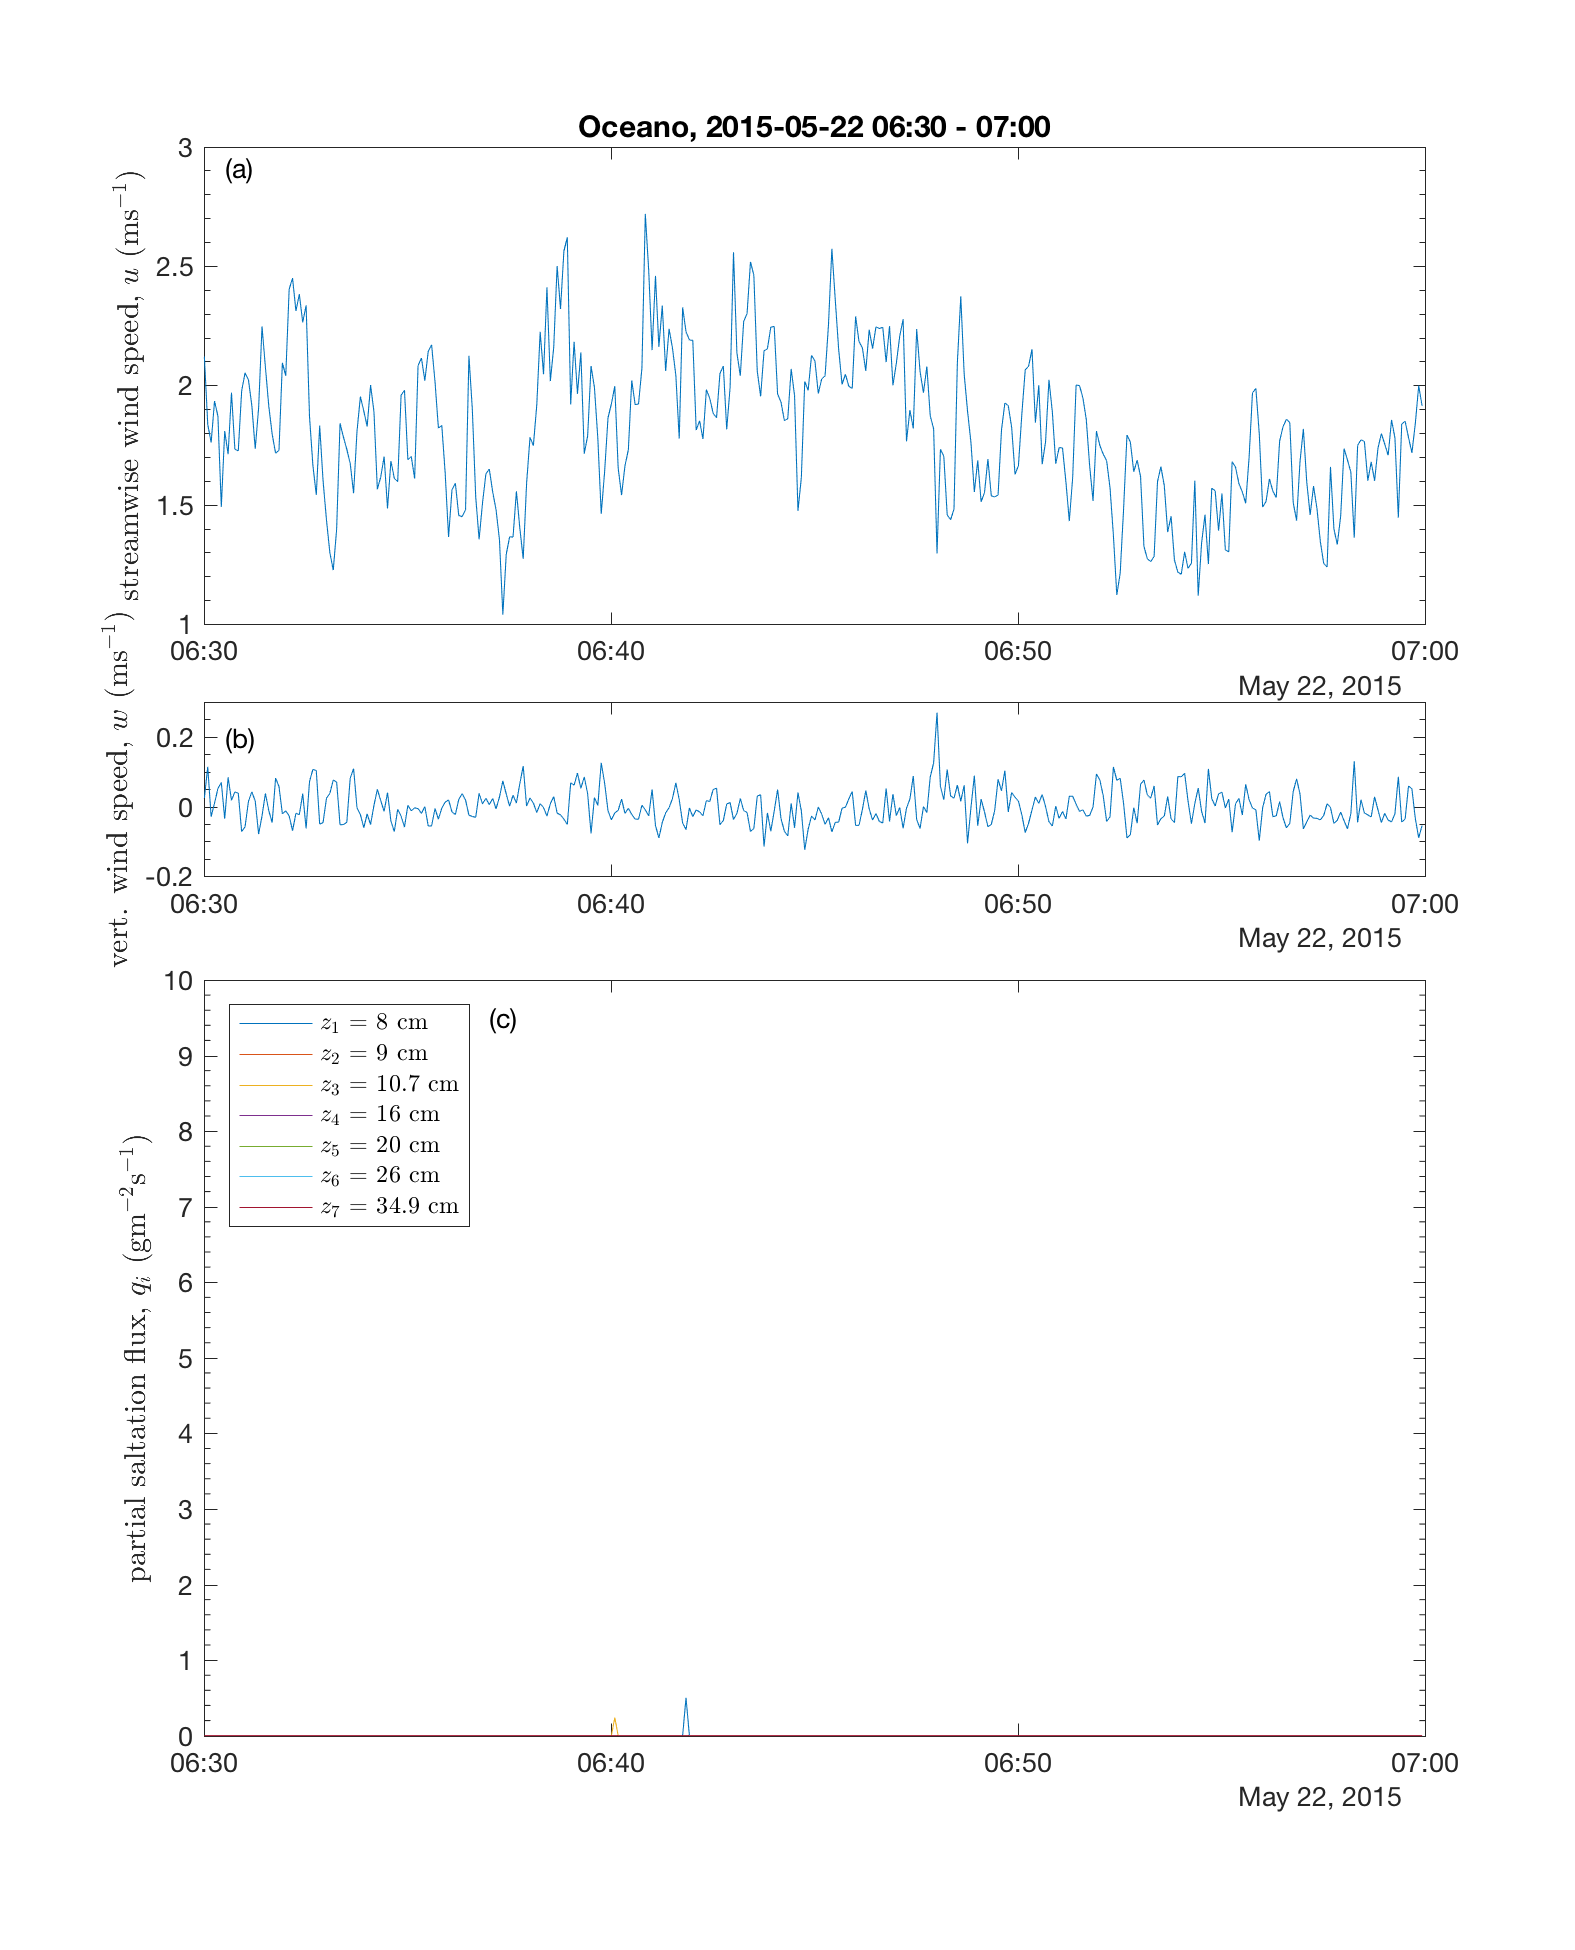 Oceano, 2015-05-22 06:30 - 07:00
(a)
streamwise wind speed, u (ms⁻¹)
3
2.5
2
1.5
1
06:30 06:40 06:50 07:00
May 22, 2015
(b)
vert. wind speed, w (ms⁻¹)
0.2
0
-0.2
06:30 06:40 06:50 07:00
May 22, 2015
(c)
partial saltation flux, qᵢ (gm⁻²s⁻¹)
10
9
8
7
6
5
4
3
2
1
0
z₁ = 8 cm
z₂ = 9 cm
z₃ = 10.7 cm
z₄ = 16 cm
z₅ = 20 cm
z₆ = 26 cm
z₇ = 34.9 cm
06:30 06:40 06:50 07:00
May 22, 2015